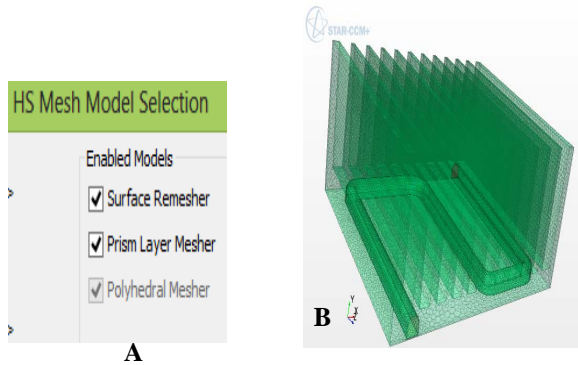 HS Mesh Model Selection
Enabled Models
Surface Remesher
Prism Layer Mesher
Polyhedral Mesher
A
STAR-CCM+
B
Y
X